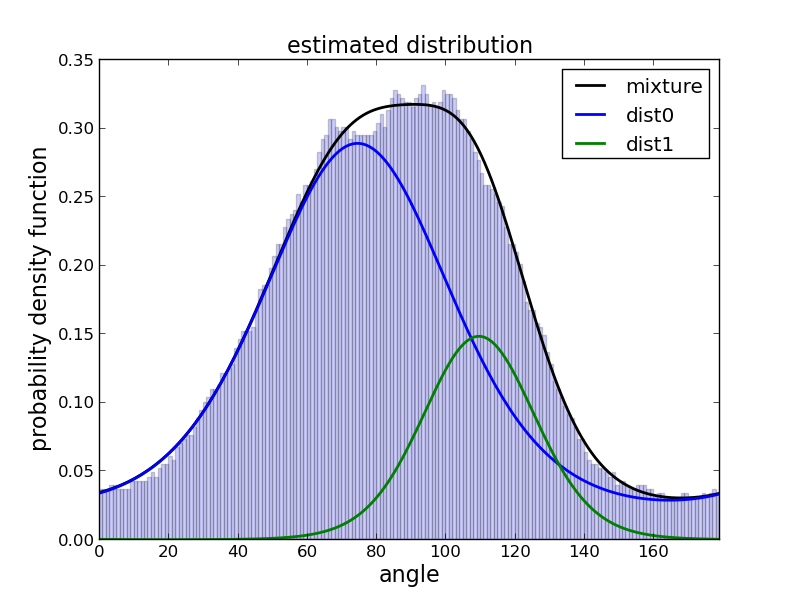 estimated distribution
0.35
0.30
0.25
0.20
0.15
0.10
0.05
0.00
probability density function
0 20 40 60 80 100 120 140 160
angle
mixture
dist0
dist1